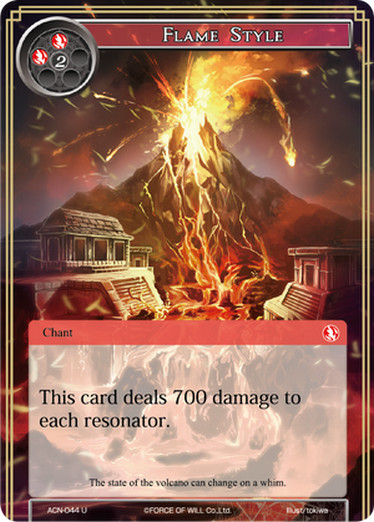 Flame Style
2
Chant
This card deals 700 damage to
each resonator.
The state of the volcano can change on a whim.
ACN-044 U ©FORCE OF WILL Co.,Ltd. Illust/tokiwa